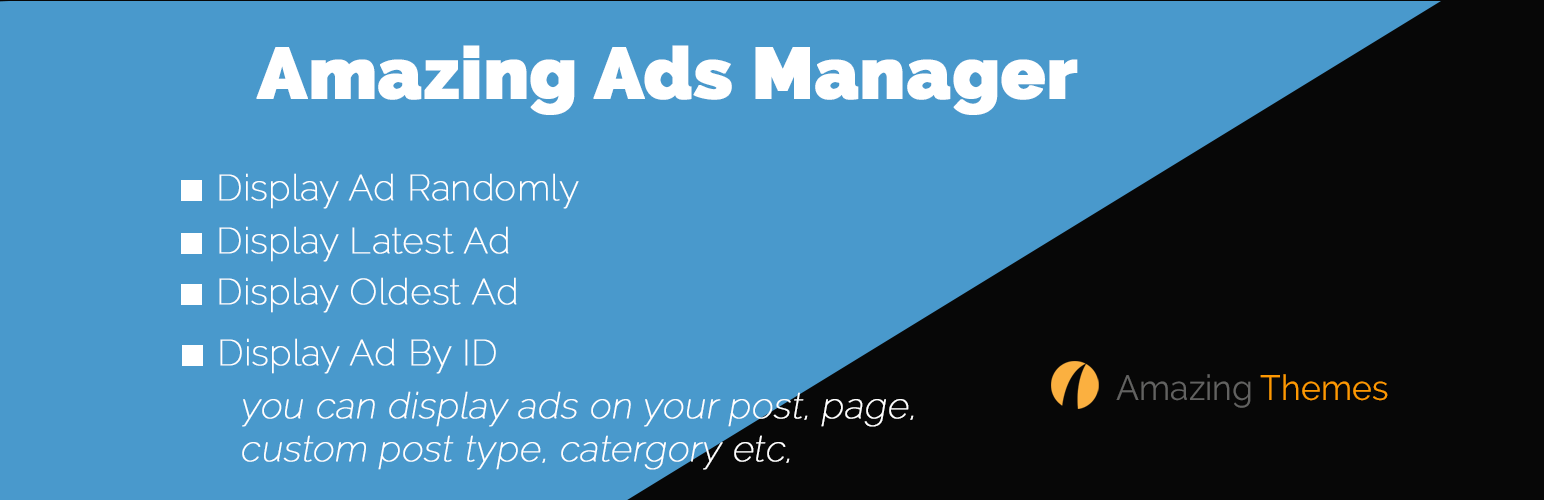 Amazing Ads Manager
Display Ad Randomly
Display Latest Ad
Display Oldest Ad
Display Ad By ID
you can display ads on your post, page,
custom post type, catergory etc,
Amazing Themes